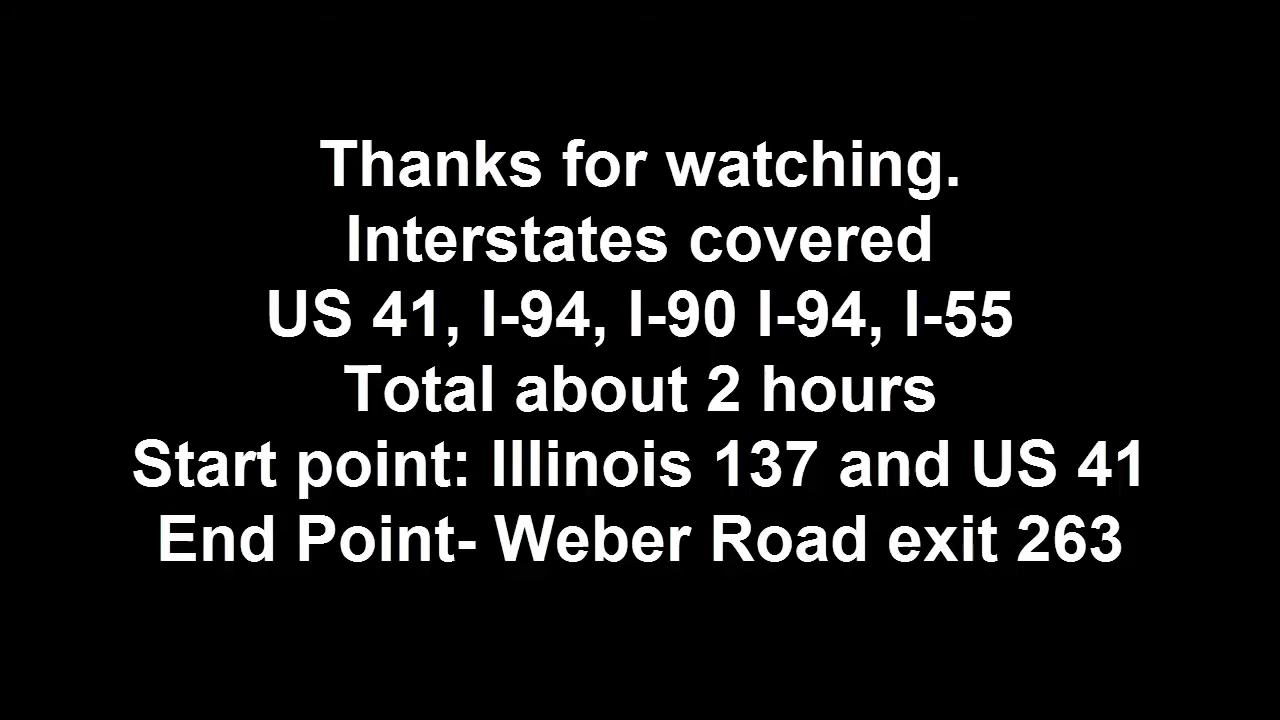 Thanks for watching.
Interstates covered
US 41, I-94, I-90 I-94, I-55
Total about 2 hours
Start point: Illinois 137 and US 41
End Point- Weber Road exit 263